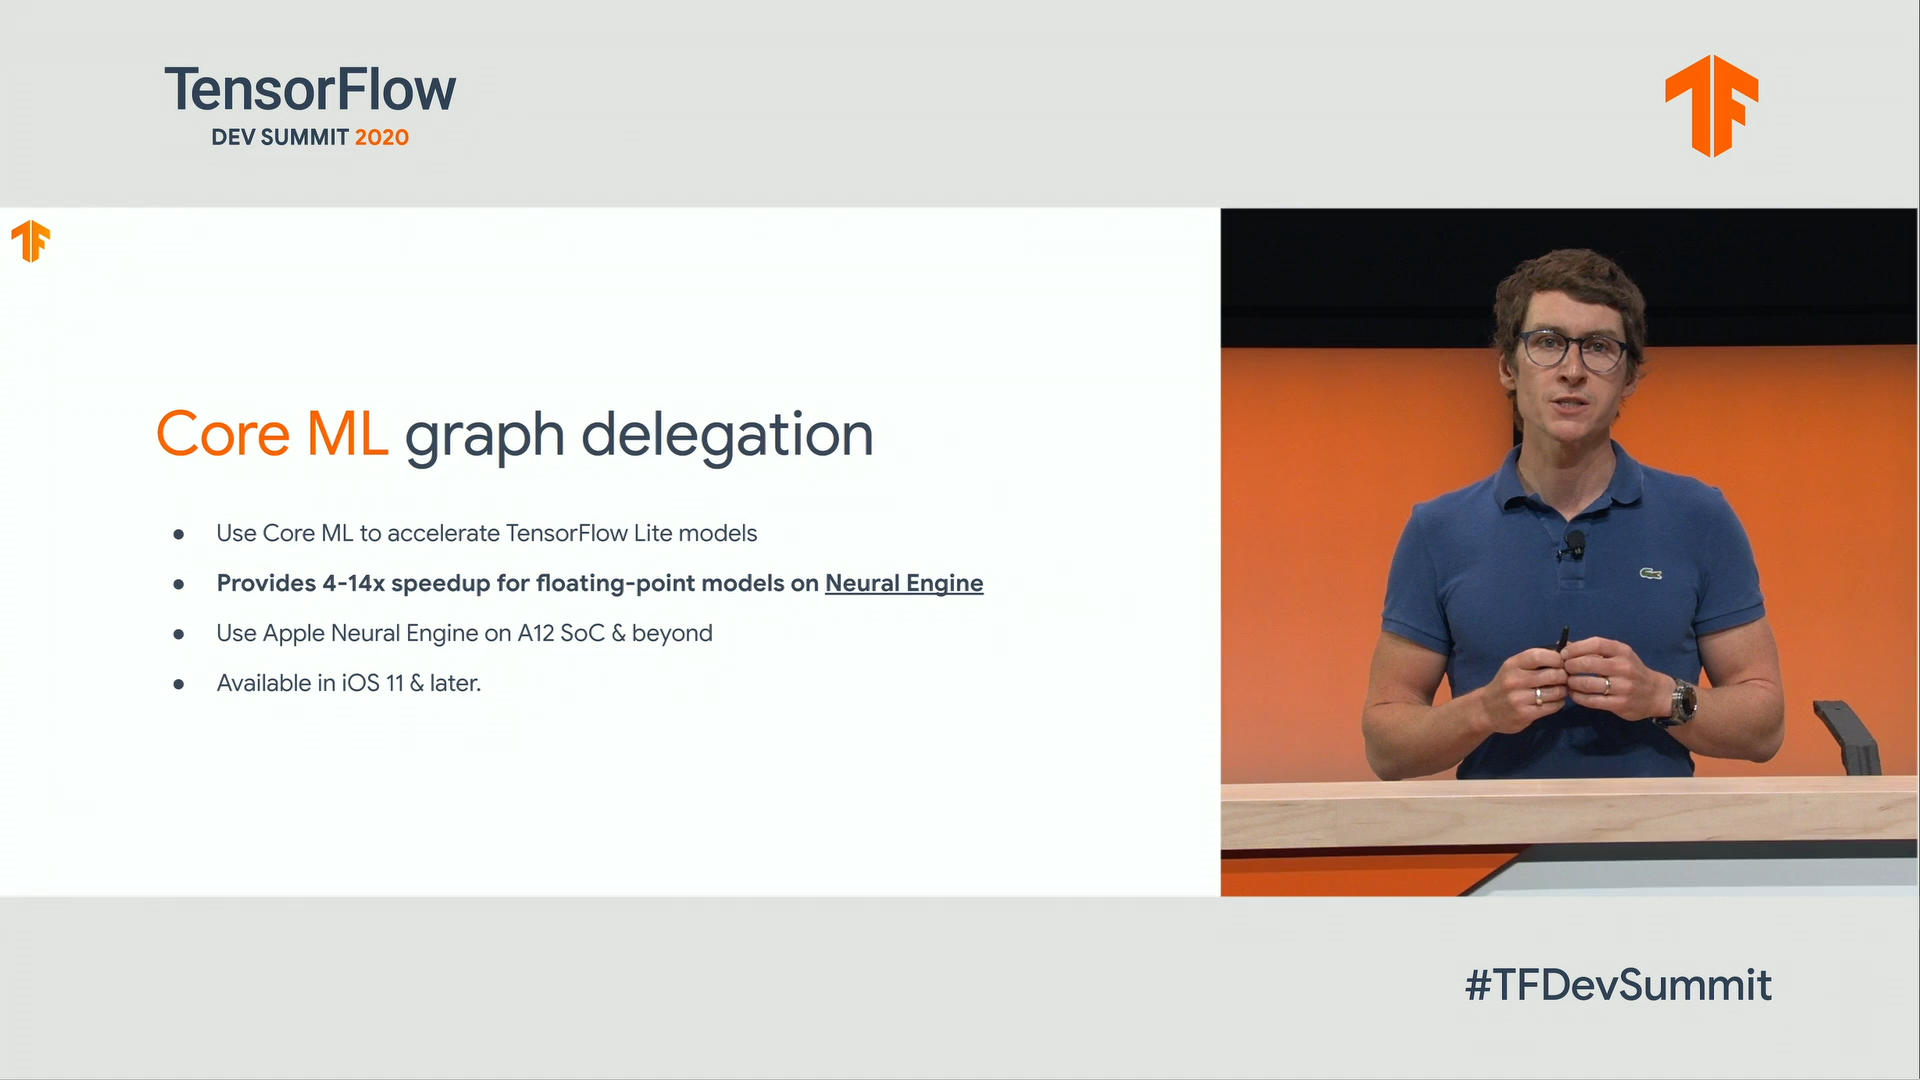 TensorFlow
DEV SUMMIT 2020
Core ML graph delegation
● Use Core ML to accelerate TensorFlow Lite models
● Provides 4-14x speedup for floating-point models on Neural Engine
● Use Apple Neural Engine on A12 SoC & beyond
● Available in iOS 11 & later.
#TFDevSummit